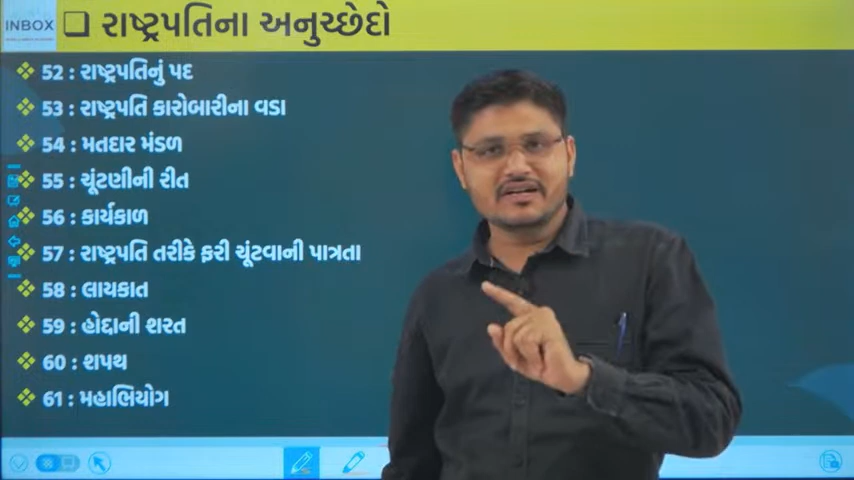 INBOX
❑ રાષ્ટ્રપતિના અનુચ્છેદો
❖ 52 : રાષ્ટ્રપતિનું પદ
❖ 53 : રાષ્ટ્રપતિ કારોબારીના વડા
❖ 54 : મતદાર મંડળ
❖ 55 : ચૂંટણીની રીત
❖ 56 : કાર્યકાળ
❖ 57 : રાષ્ટ્રપતિ તરીકે ફરી ચૂંટવાની પાત્રતા
❖ 58 : લાયકાત
❖ 59 : હોદ્દાની શરત
❖ 60 : શપથ
❖ 61 : મહાભિયોગ